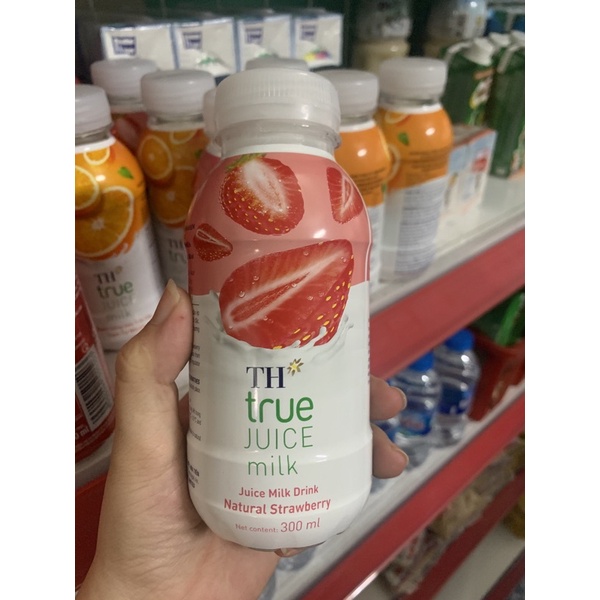 TH
true
JUICE
milk
Juice Milk Drink
Natural Strawberry
Net content: 300 ml
TH
true
JUICE
milk